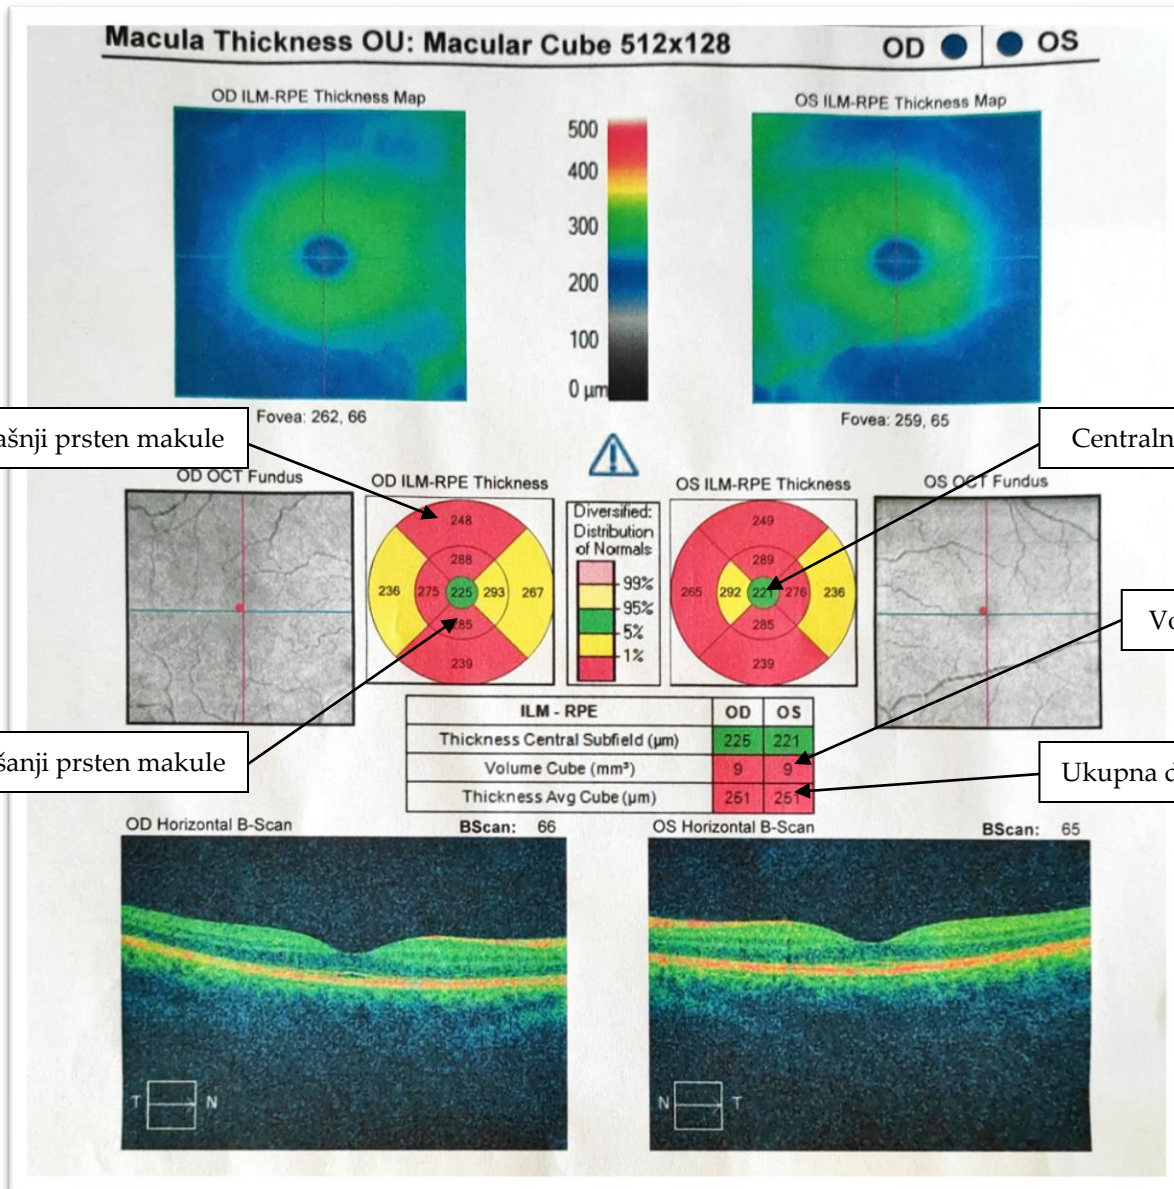 Macula Thickness OU: Macular Cube 512x128
OD
OS
OD ILM-RPE Thickness Map
OS ILM-RPE Thickness Map
500
400
300
200
100
0 µm
Fovea: 262, 66
Fovea: 259, 65
ašnji prsten makule
Centraln
OD OCT Fundus
OD ILM-RPE Thickness
OS ILM-RPE Thickness
OS OCT Fundus
248
288
236
275
225
293
267
285
239
Diversified:
Distribution
of Normals
99%
95%
5%
1%
249
289
265
292
221
276
236
285
239
Vo
šanji prsten makule
Ukupna d
ILM - RPE OD OS
Thickness Central Subfield (µm) 225 221
Volume Cube (mm³) 9 9
Thickness Avg Cube (µm) 251 251
OD Horizontal B-Scan
BScan: 66
OS Horizontal B-Scan
BScan: 65
T N
N T